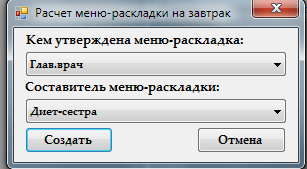 Расчет меню-раскладки на завтрак
Кем утверждена меню-раскладка:
Глав.врач
Составитель меню-раскладки:
Диет-сестра
Создать
Отмена